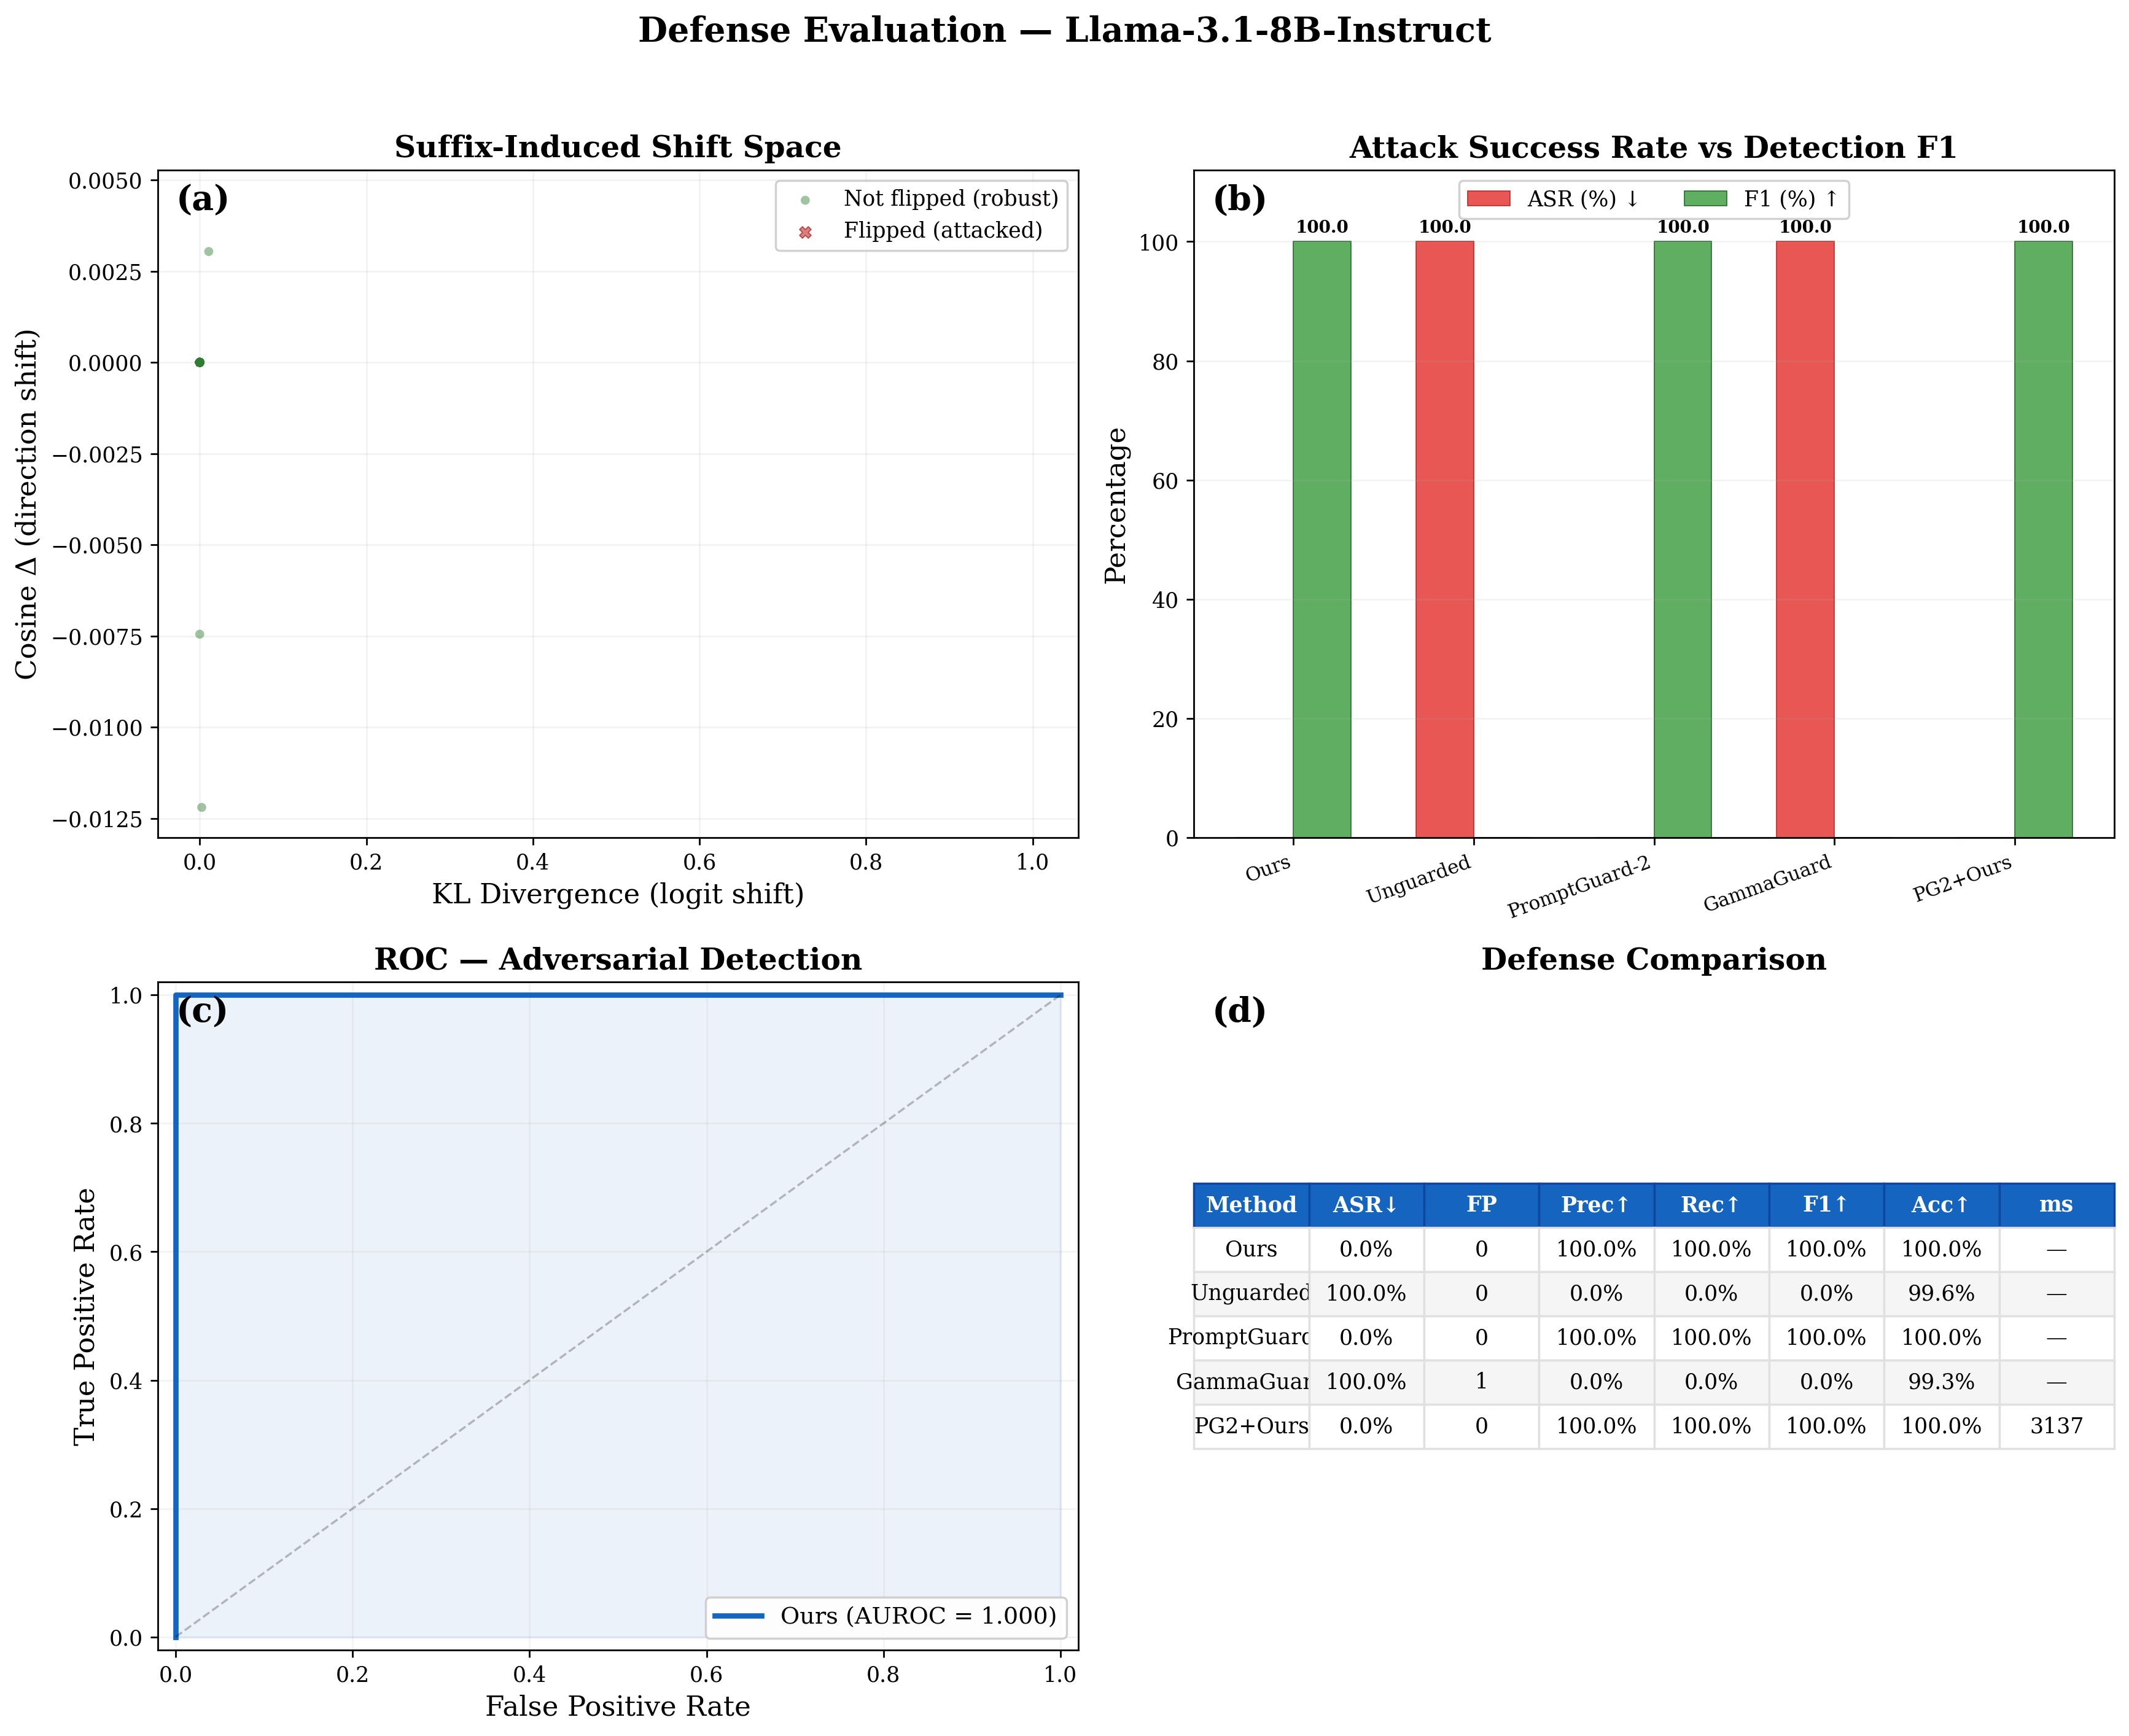 Defense Evaluation — Llama-3.1-8B-Instruct
Suffix-Induced Shift Space
(a)
Not flipped (robust)
Flipped (attacked)
Cosine Δ (direction shift)
0.0050
0.0025
0.0000
−0.0025
−0.0050
−0.0075
−0.0100
−0.0125
0.0 0.2 0.4 0.6 0.8 1.0
KL Divergence (logit shift)
Attack Success Rate vs Detection F1
(b)
ASR (%) ↓ F1 (%) ↑
100.0 100.0 100.0 100.0 100.0
Percentage
100
80
60
40
20
0
Ours Unguarded PromptGuard-2 GammaGuard PG2+Ours
ROC — Adversarial Detection
(c)
True Positive Rate
1.0
0.8
0.6
0.4
0.2
0.0
Ours (AUROC = 1.000)
0.0 0.2 0.4 0.6 0.8 1.0
False Positive Rate
Defense Comparison
(d)
Method ASR↓ FP Prec↑ Rec↑ F1↑ Acc↑ ms
Ours 0.0% 0 100.0% 100.0% 100.0% 100.0% —
Unguarded 100.0% 0 0.0% 0.0% 0.0% 99.6% —
PromptGuard 0.0% 0 100.0% 100.0% 100.0% 100.0% —
GammaGuar 100.0% 1 0.0% 0.0% 0.0% 99.3% —
PG2+Ours 0.0% 0 100.0% 100.0% 100.0% 100.0% 3137